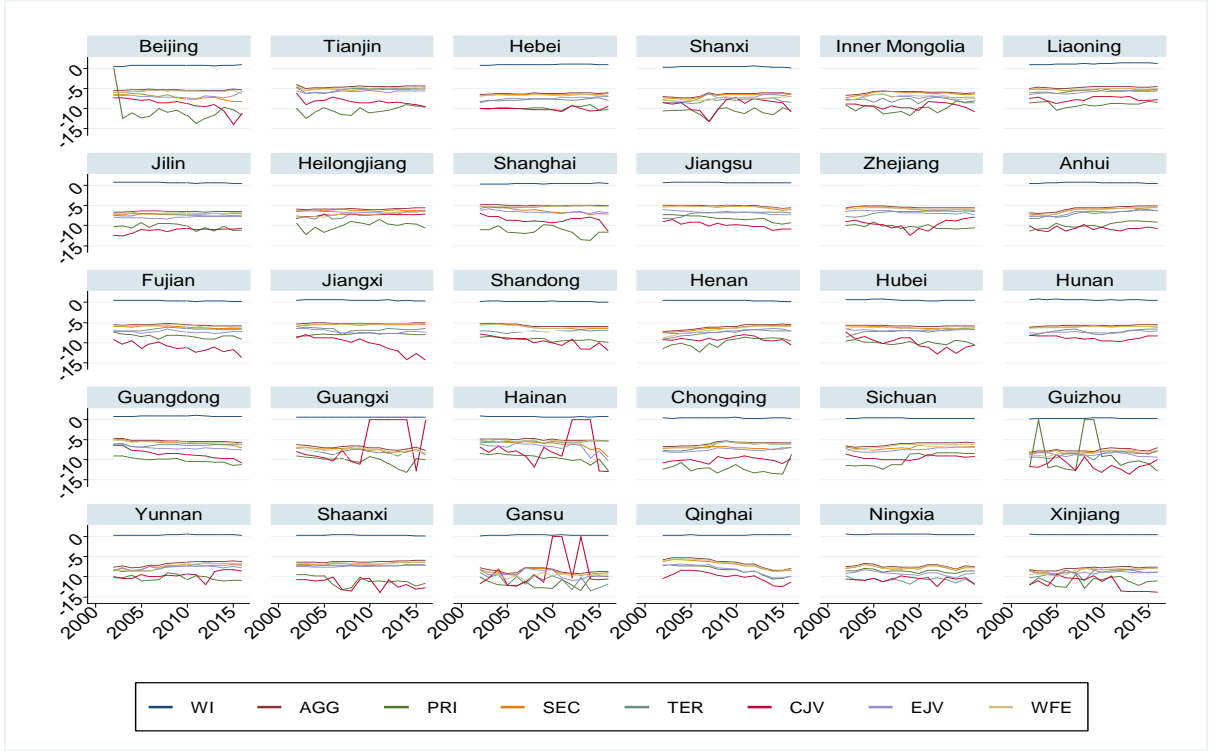 Beijing Tianjin Hebei Shanxi Inner Mongolia Liaoning
0
-5
-10
-15
Jilin Heilongjiang Shanghai Jiangsu Zhejiang Anhui
0
-5
-10
-15
Fujian Jiangxi Shandong Henan Hubei Hunan
0
-5
-10
-15
Guangdong Guangxi Hainan Chongqing Sichuan Guizhou
0
-5
-10
-15
Yunnan Shaanxi Gansu Qinghai Ningxia Xinjiang
0
-5
-10
-15
2000 2005 2010 2015 2000 2005 2010 2015 2000 2005 2010 2015 2000 2005 2010 2015 2000 2005 2010 2015 2000 2005 2010 2015
WI AGG PRI SEC TER CJV EJV WFE